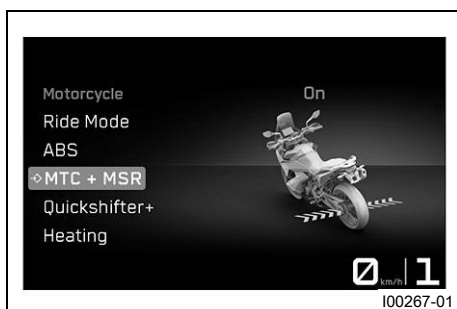 Motorcycle
On
Ride Mode
ABS
MTC + MSR
Quickshifter+
Heating
0 km/h 1
I00267-01